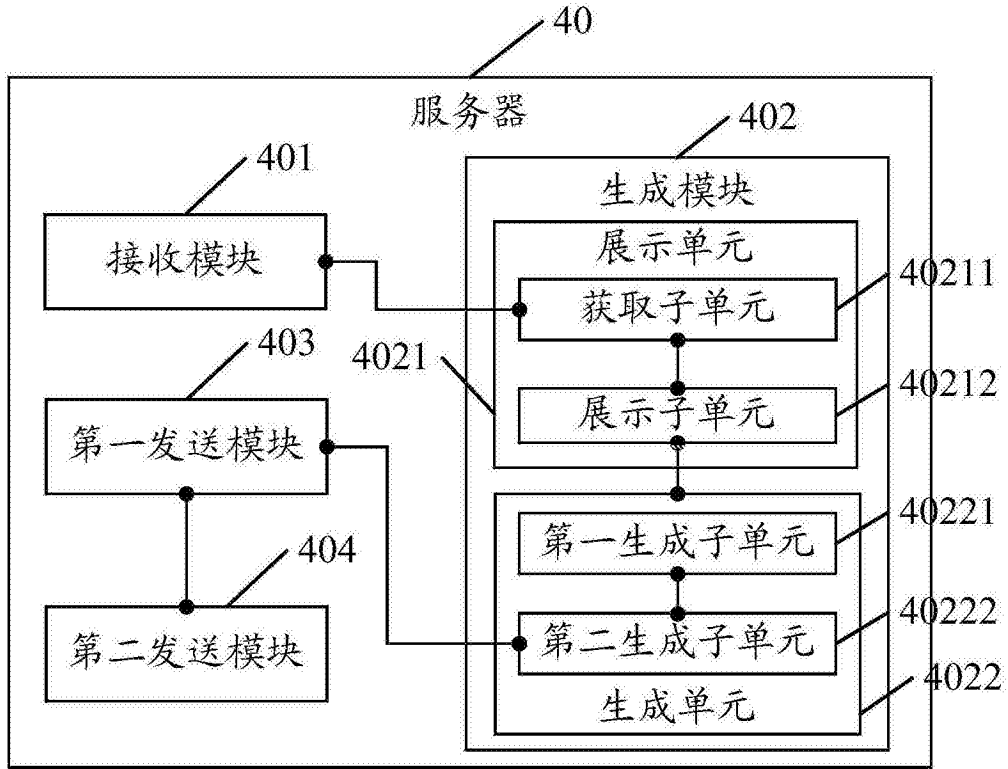 40
服务器
402
401
生成模块
展示单元
接收模块
40211
获取子单元
403
4021
40212
展示子单元
第一发送模块
40221
第一生成子单元
404
40222
第二生成子单元
第二发送模块
4022
生成单元